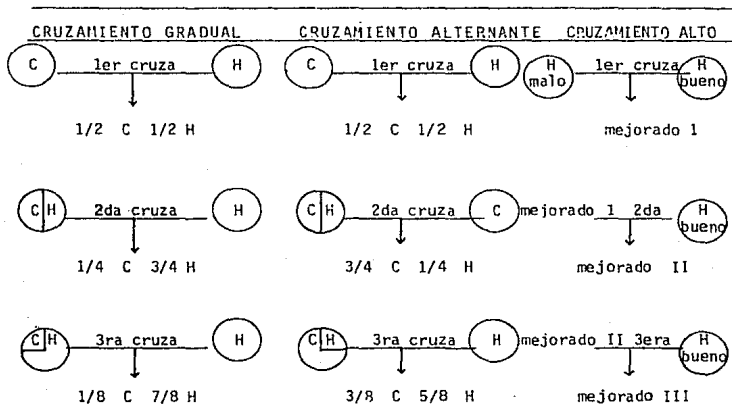 CRUZAMIENTO GRADUAL CRUZAMIENTO ALTERNANTE CRUZAMIENTO ALTO
C 1er cruza H C 1er cruza H H malo 1er cruza H bueno
1/2 C 1/2 H 1/2 C 1/2 H mejorado 1
C H 2da cruza H C H 2da cruza C mejorado 1 2da H bueno
1/4 C 3/4 H 3/4 C 1/4 H mejorado II
C H 3ra cruza H C H 3ra cruza H mejorado II 3era H bueno
1/8 C 7/8 H 3/8 C 5/8 H mejorado III